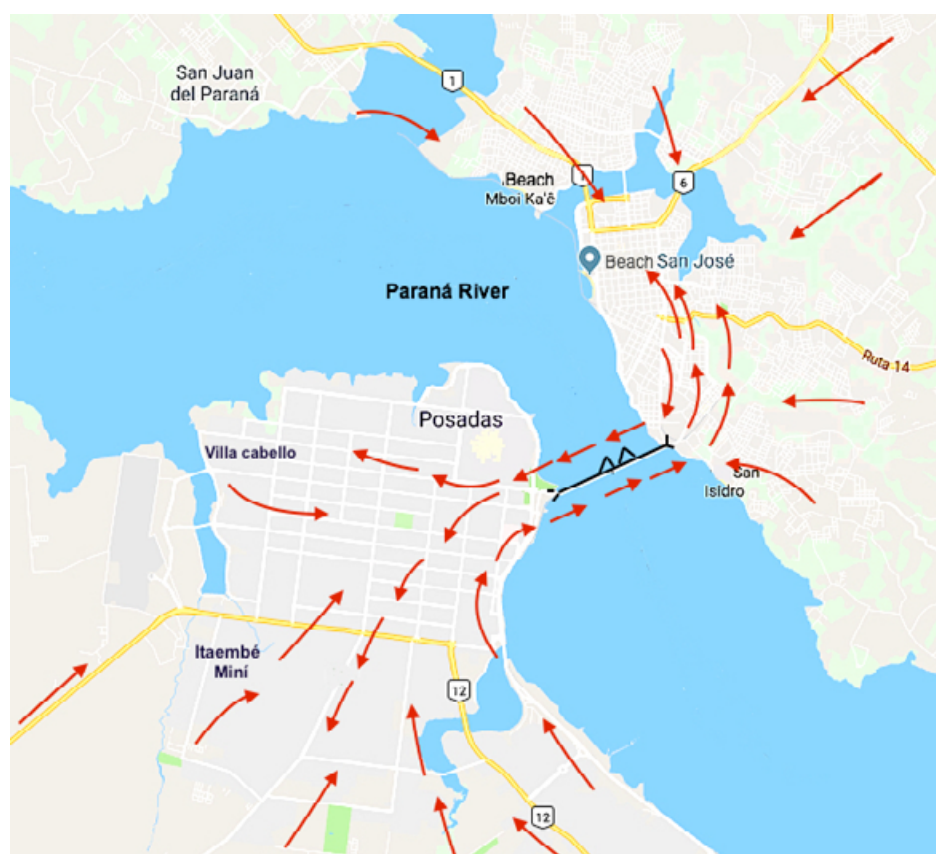 San Juan
del Paraná
1
Beach
Mboi Ka'ê
1
6
Beach San José
Paraná River
Ruta 14
Posadas
Villa cabello
San
Isidro
Itaembé
Miní
12
12